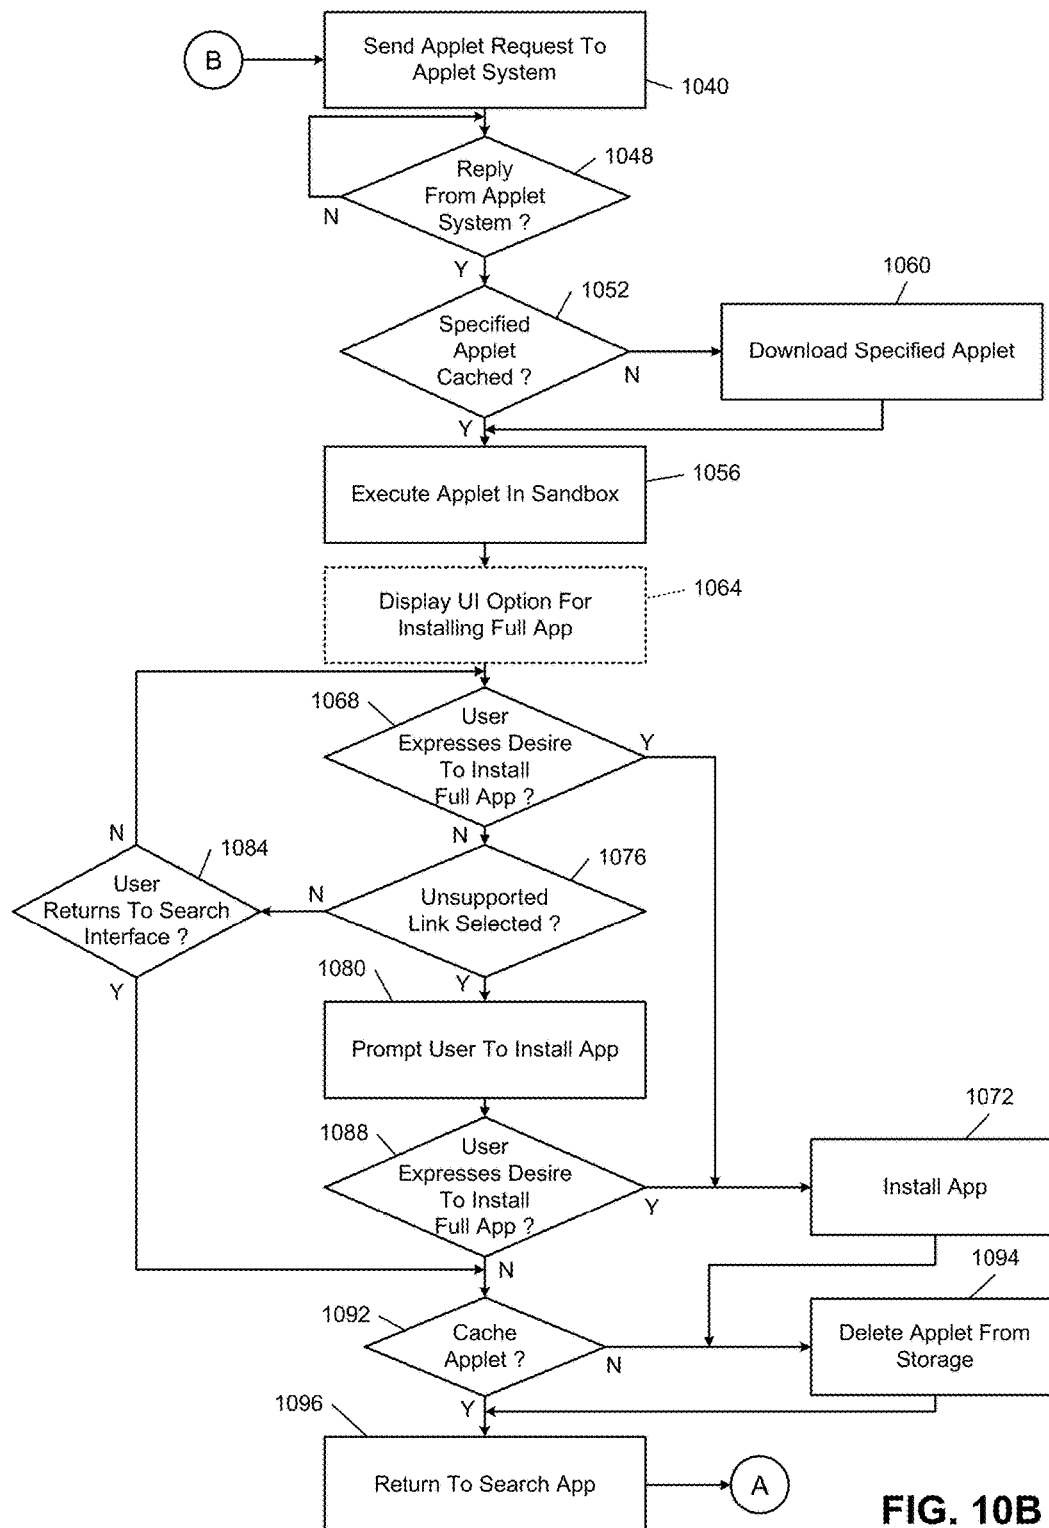 B
Send Applet Request To
Applet System
1040
Reply
From Applet
System ?
1048
N
Y
Specified
Applet
Cached ?
1052
N
1060
Download Specified Applet
Y
Execute Applet In Sandbox
1056
Display UI Option For
Installing Full App
1064
1068
User
Expresses Desire
To Install
Full App ?
Y
N
N
1084
User
Returns To Search
Interface ?
N
1076
Unsupported
Link Selected ?
Y
Y
1080
Prompt User To Install App
1088
User
Expresses Desire
To Install
Full App ?
Y
1072
Install App
N
1092
Cache
Applet ?
N
1094
Delete Applet From
Storage
Y
1096
Return To Search App
A
FIG. 10B